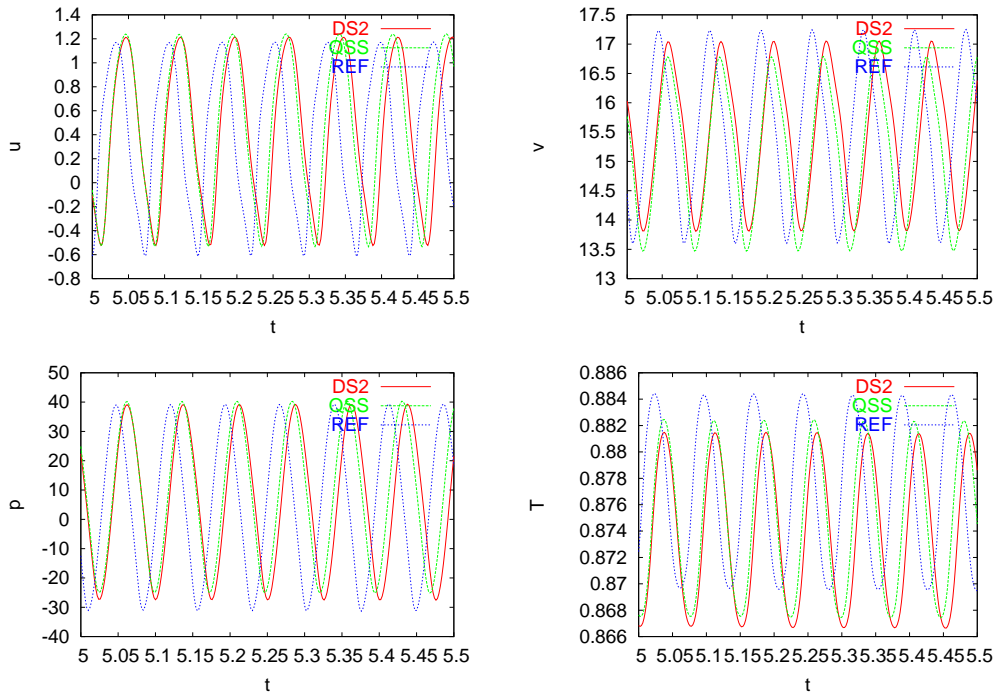 1.4
1.2
1
0.8
0.6
0.4
0.2
0
-0.2
-0.4
-0.6
-0.8
u
DS2
QSS
REF
5 5.05 5.1 5.15 5.2 5.25 5.3 5.35 5.4 5.45 5.5
t
17.5
17
16.5
16
15.5
15
14.5
14
13.5
13
v
DS2
QSS
REF
5 5.05 5.1 5.15 5.2 5.25 5.3 5.35 5.4 5.45 5.5
t
50
40
30
20
10
0
-10
-20
-30
-40
p
DS2
QSS
REF
5 5.05 5.1 5.15 5.2 5.25 5.3 5.35 5.4 5.45 5.5
t
0.886
0.884
0.882
0.88
0.878
0.876
0.874
0.872
0.87
0.868
0.866
T
DS2
QSS
REF
5 5.05 5.1 5.15 5.2 5.25 5.3 5.35 5.4 5.45 5.5
t